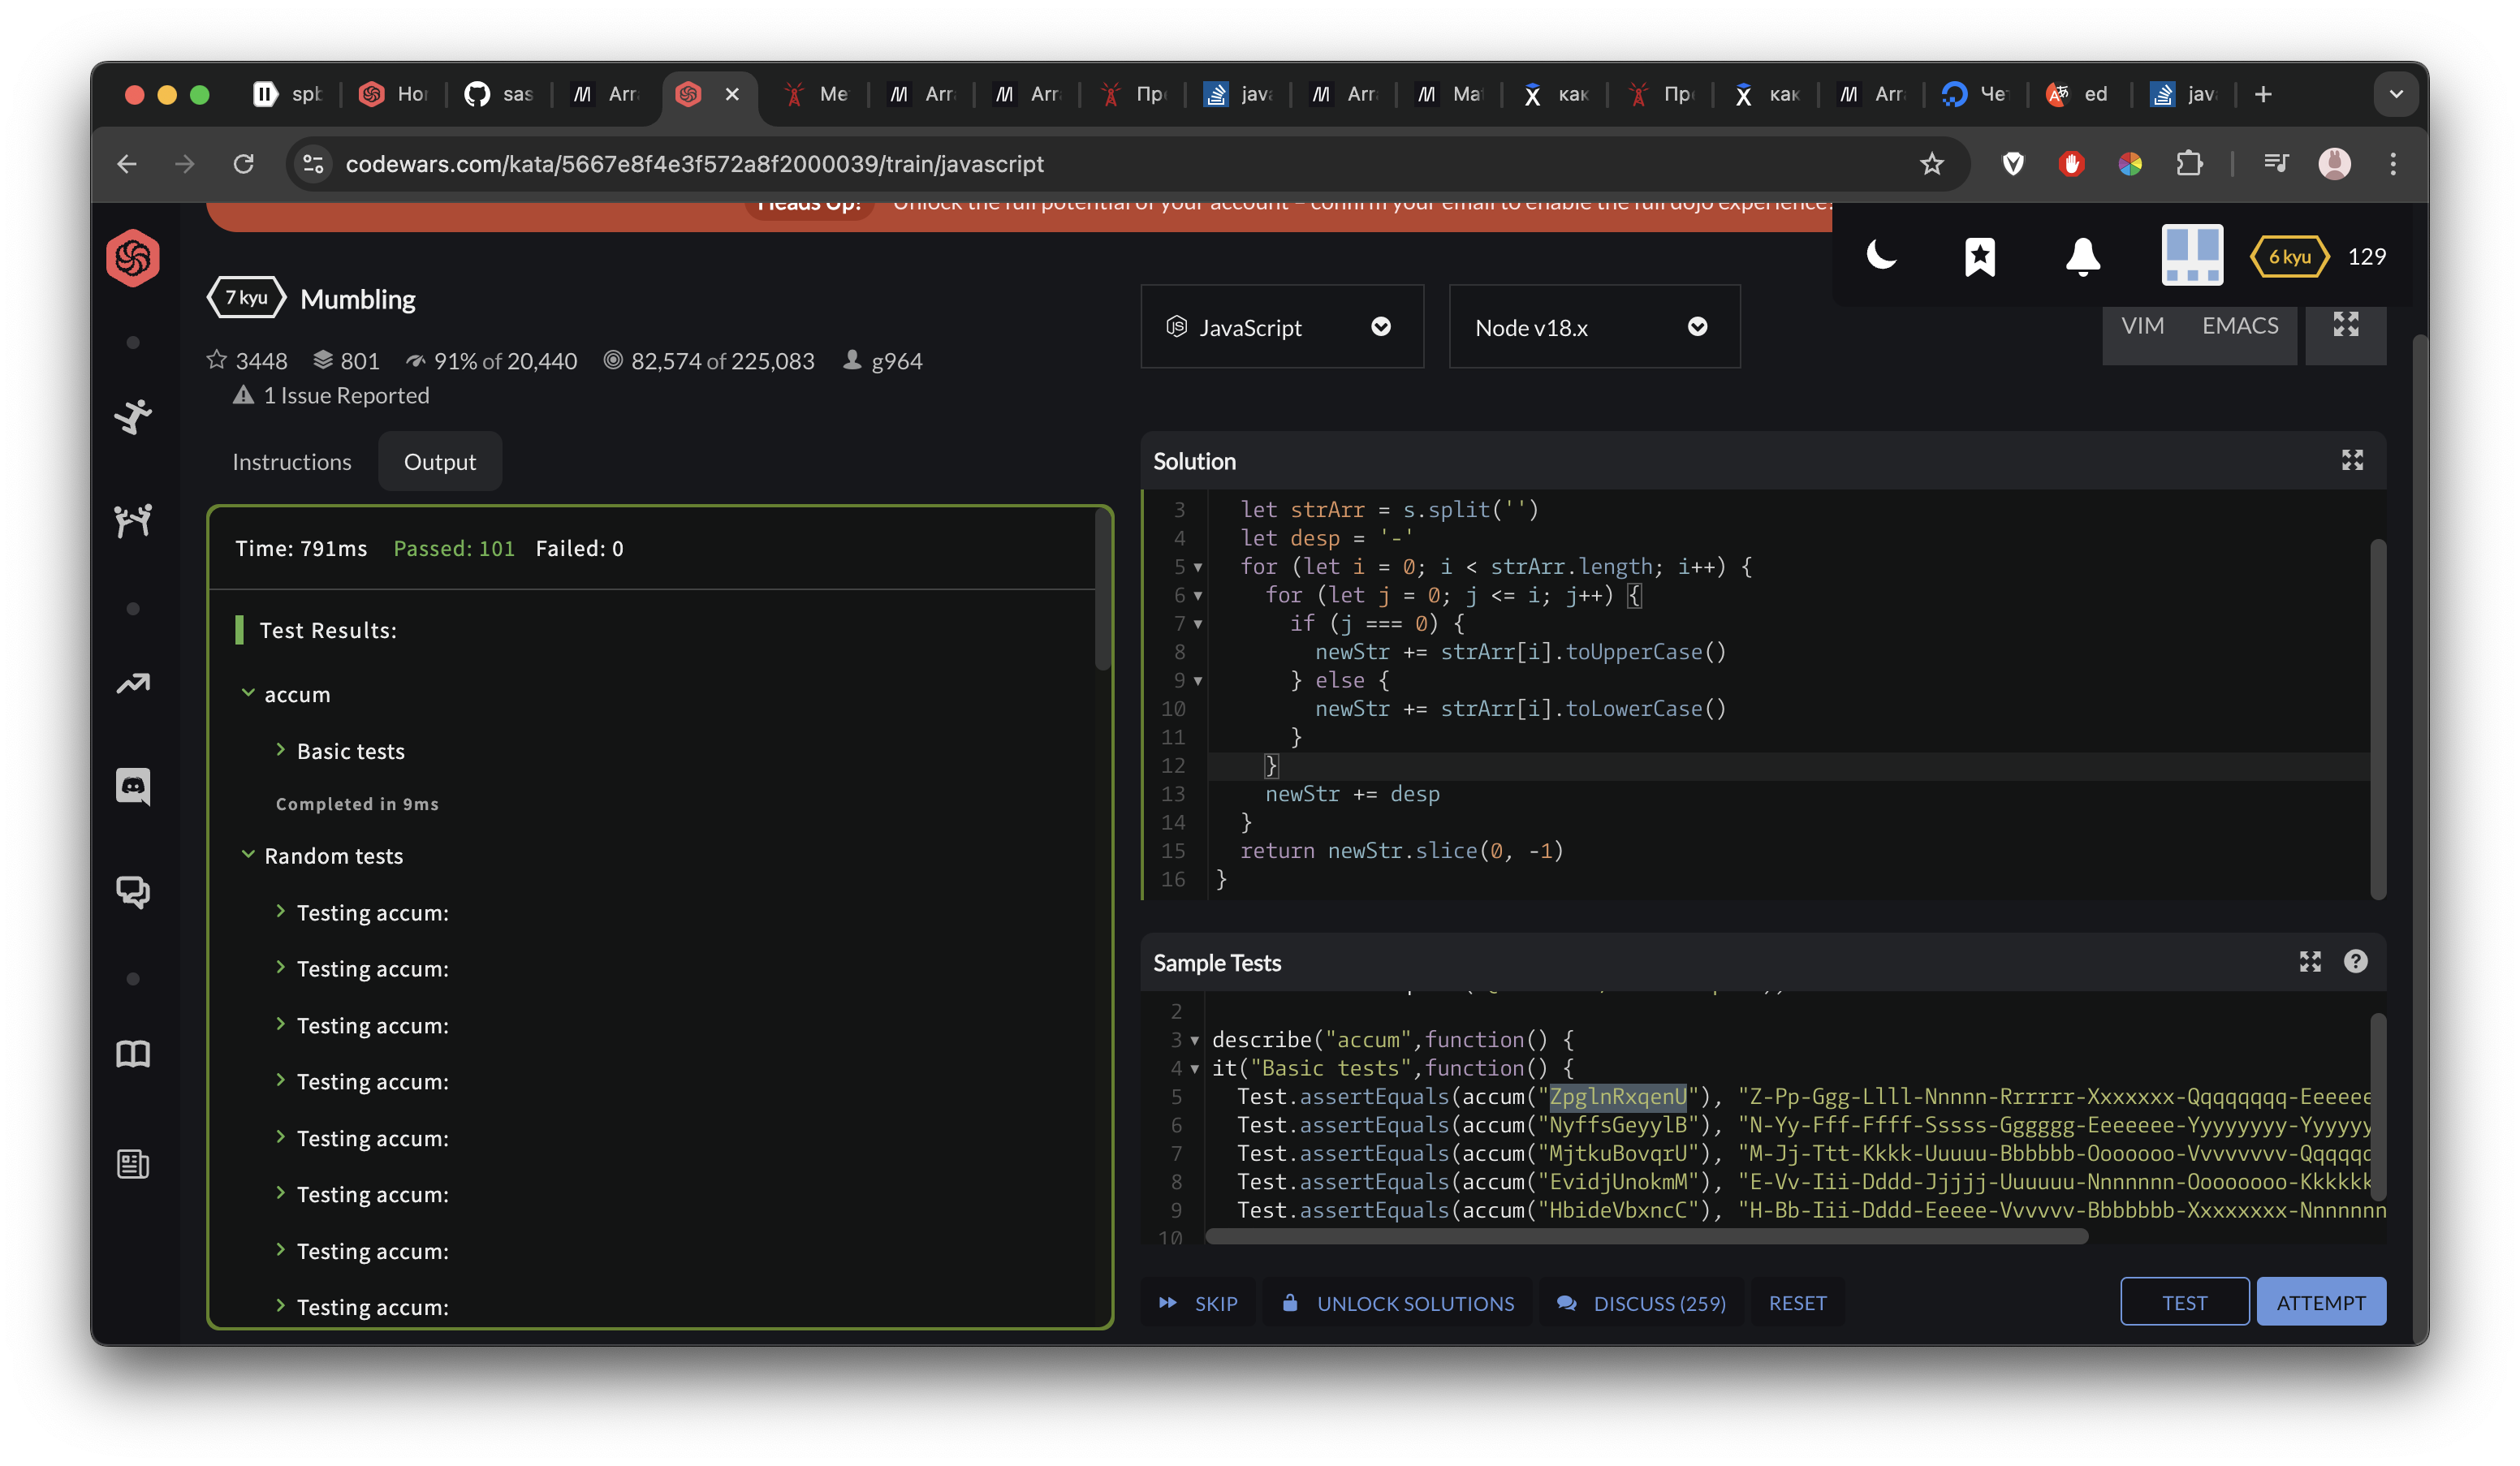 spb
Hor
sas
Arr
Me
Arr
Arr
Пре
java
Arr
Ma
как
Пр
как
Arr
Че
ed
java
codewars.com/kata/5667e8f4e3f572a8f2000039/train/javascript
Heads Up! Unlock the full potential of your account – confirm your email to enable the full dojo experience.
6 kyu 129
7 kyu Mumbling
JavaScript
Node v18.x
VIM EMACS
3448 801 91% of 20,440 82,574 of 225,083 g964
1 Issue Reported
Instructions Output
Time: 791ms Passed: 101 Failed: 0
Test Results:
accum
Basic tests
Completed in 9ms
Random tests
Testing accum:
Testing accum:
Testing accum:
Testing accum:
Testing accum:
Testing accum:
Testing accum:
Testing accum:
Solution
3 let strArr = s.split('')
4 let desp = '-'
5 for (let i = 0; i < strArr.length; i++) {
6 for (let j = 0; j <= i; j++) {
7 if (j === 0) {
8 newStr += strArr[i].toUpperCase()
9 } else {
10 newStr += strArr[i].toLowerCase()
11 }
12 }
13 newStr += desp
14 }
15 return newStr.slice(0, -1)
16 }
Sample Tests
2
3 describe("accum",function() {
4 it("Basic tests",function() {
5 Test.assertEquals(accum("ZpglnRxqenU"), "Z-Pp-Ggg-Llll-Nnnnn-Rrrrrr-Xxxxxxx-Qqqqqqqq-Eeeeee
6 Test.assertEquals(accum("NyffsGeyylB"), "N-Yy-Fff-Ffff-Sssss-Gggggg-Eeeeeee-Yyyyyyyy-Yyyyyy
7 Test.assertEquals(accum("MjtkuBovqrU"), "M-Jj-Ttt-Kkkk-Uuuuu-Bbbbbb-Ooooooo-Vvvvvvvv-Qqqqqq
8 Test.assertEquals(accum("EvidjUnokmM"), "E-Vv-Iii-Dddd-Jjjjj-Uuuuuu-Nnnnnnn-Oooooooo-Kkkkkk
9 Test.assertEquals(accum("HbideVbxncC"), "H-Bb-Iii-Dddd-Eeeee-Vvvvvv-Bbbbbbb-Xxxxxxxx-Nnnnnnn
10
SKIP UNLOCK SOLUTIONS DISCUSS (259) RESET TEST ATTEMPT